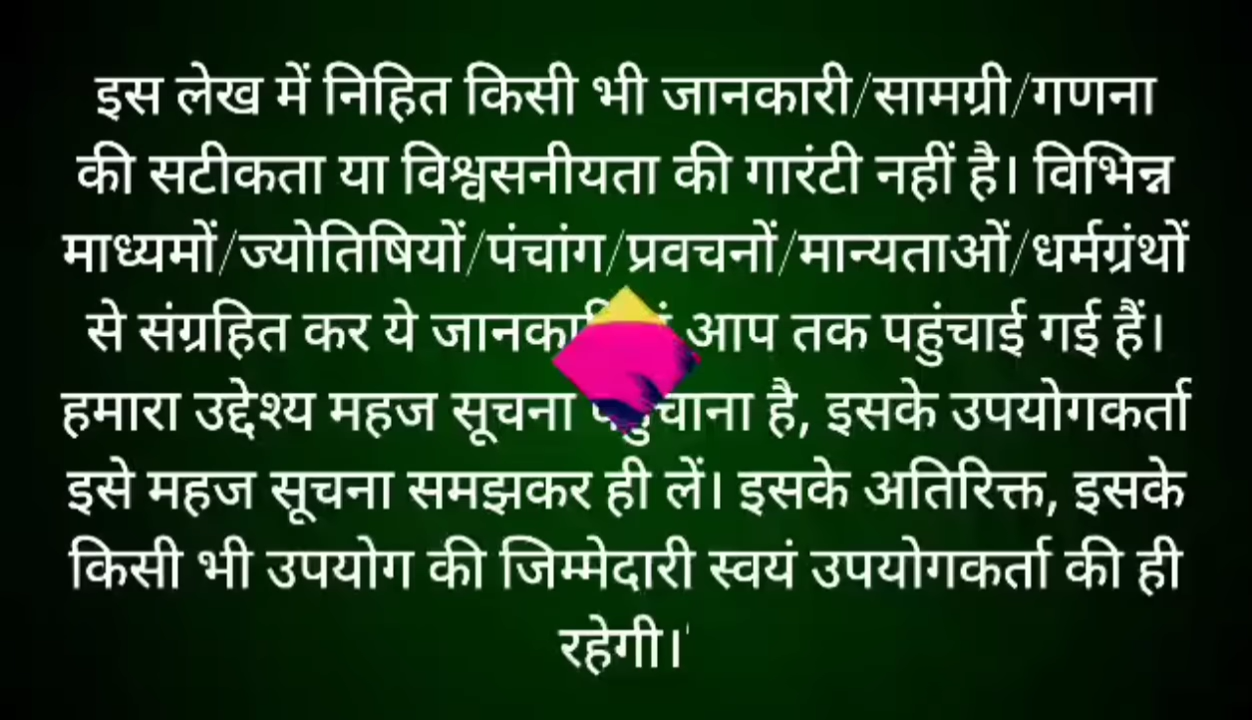 इस लेख में निहित किसी भी जानकारी/सामग्री/गणना
की सटीकता या विश्वसनीयता की गारंटी नहीं है। विभिन्न
माध्यमों/ज्योतिषियों/पंचांग/प्रवचनों/मान्यताओं/धर्मग्रंथों
से संग्रहित कर ये आप तक पहुंचाई गई हैं।
हमारा उद्देश्य महज सूचना है, इसके उपयोगकर्ता
इसे महज सूचना समझकर ही लें। इसके अतिरिक्त, इसके
किसी भी उपयोग की जिम्मेदारी स्वयं उपयोगकर्ता की ही
रहेगी।'